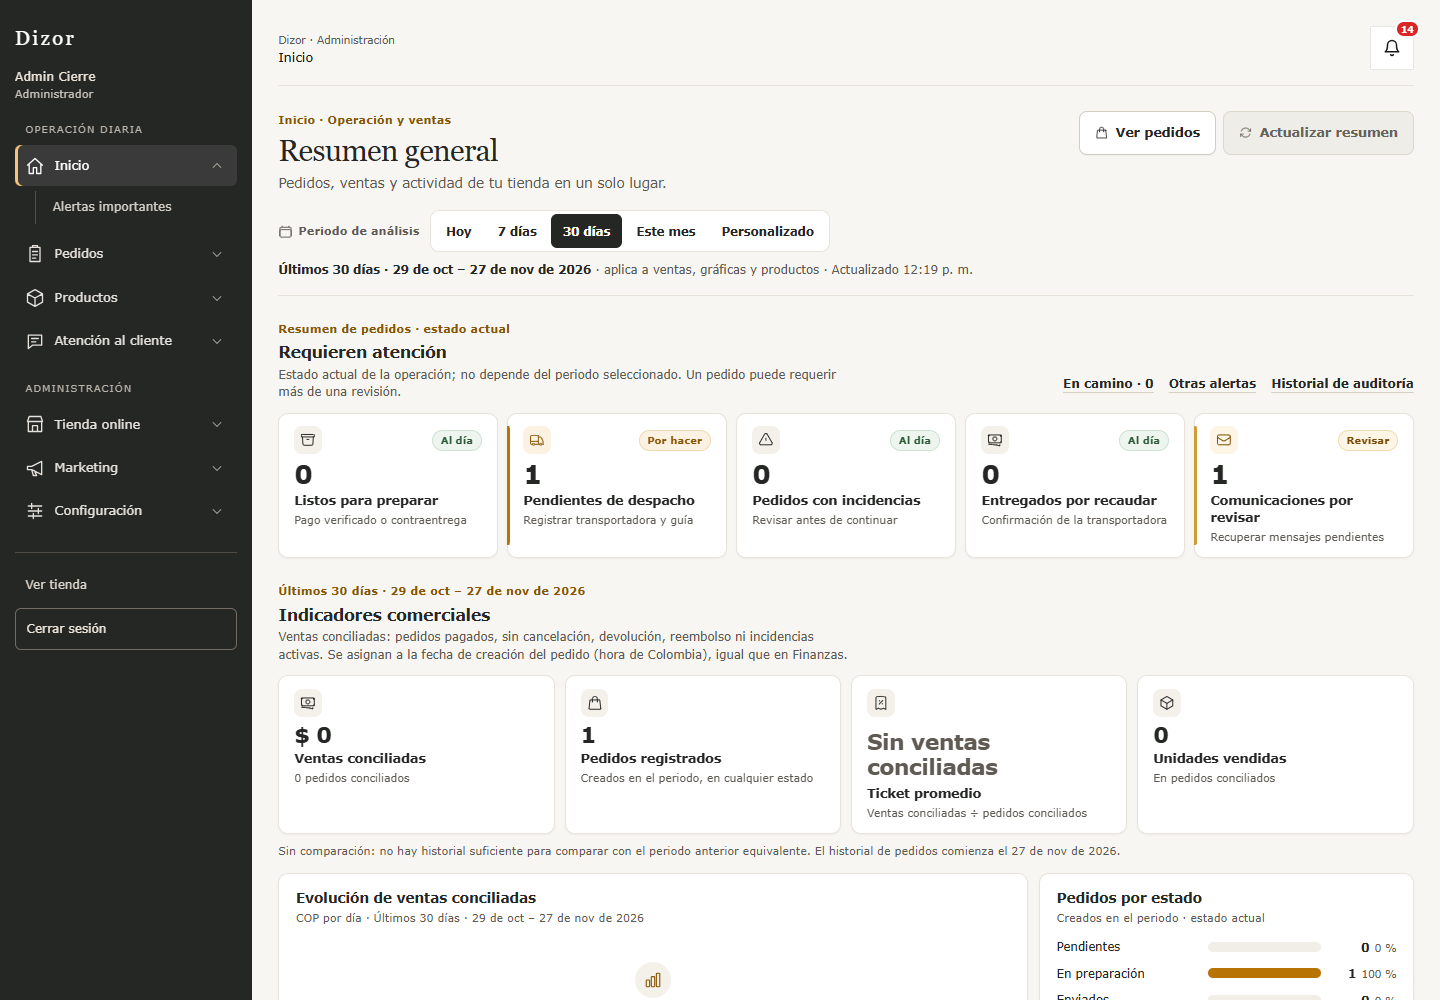 Dizor
Admin Cierre
Administrador
OPERACIÓN DIARIA
Inicio
Alertas importantes
Pedidos
Productos
Atención al cliente
ADMINISTRACIÓN
Tienda online
Marketing
Configuración
Ver tienda
Cerrar sesión
Dizor · Administración
Inicio
14
Inicio · Operación y ventas
Resumen general
Pedidos, ventas y actividad de tu tienda en un solo lugar.
Ver pedidos
Actualizar resumen
Periodo de análisis
Hoy
7 días
30 días
Este mes
Personalizado
Últimos 30 días · 29 de oct – 27 de nov de 2026 · aplica a ventas, gráficas y productos · Actualizado 12:19 p. m.
Resumen de pedidos · estado actual
Requieren atención
Estado actual de la operación; no depende del periodo seleccionado. Un pedido puede requerir
más de una revisión.
En camino · 0
Otras alertas
Historial de auditoría
Al día
0
Listos para preparar
Pago verificado o contraentrega
Por hacer
1
Pendientes de despacho
Registrar transportadora y guía
Al día
0
Pedidos con incidencias
Revisar antes de continuar
Al día
0
Entregados por recaudar
Confirmación de la transportadora
Revisar
1
Comunicaciones por
revisar
Recuperar mensajes pendientes
Últimos 30 días · 29 de oct – 27 de nov de 2026
Indicadores comerciales
Ventas conciliadas: pedidos pagados, sin cancelación, devolución, reembolso ni incidencias
activas. Se asignan a la fecha de creación del pedido (hora de Colombia), igual que en Finanzas.
$ 0
Ventas conciliadas
0 pedidos conciliados
1
Pedidos registrados
Creados en el periodo, en cualquier estado
Sin ventas
conciliadas
Ticket promedio
Ventas conciliadas ÷ pedidos conciliados
0
Unidades vendidas
En pedidos conciliados
Sin comparación: no hay historial suficiente para comparar con el periodo anterior equivalente. El historial de pedidos comienza el 27 de nov de 2026.
Evolución de ventas conciliadas
COP por día · Últimos 30 días · 29 de oct – 27 de nov de 2026
Pedidos por estado
Creados en el periodo · estado actual
Pendientes 0 0 %
En preparación 1 100 %
Enviados 0 0 %